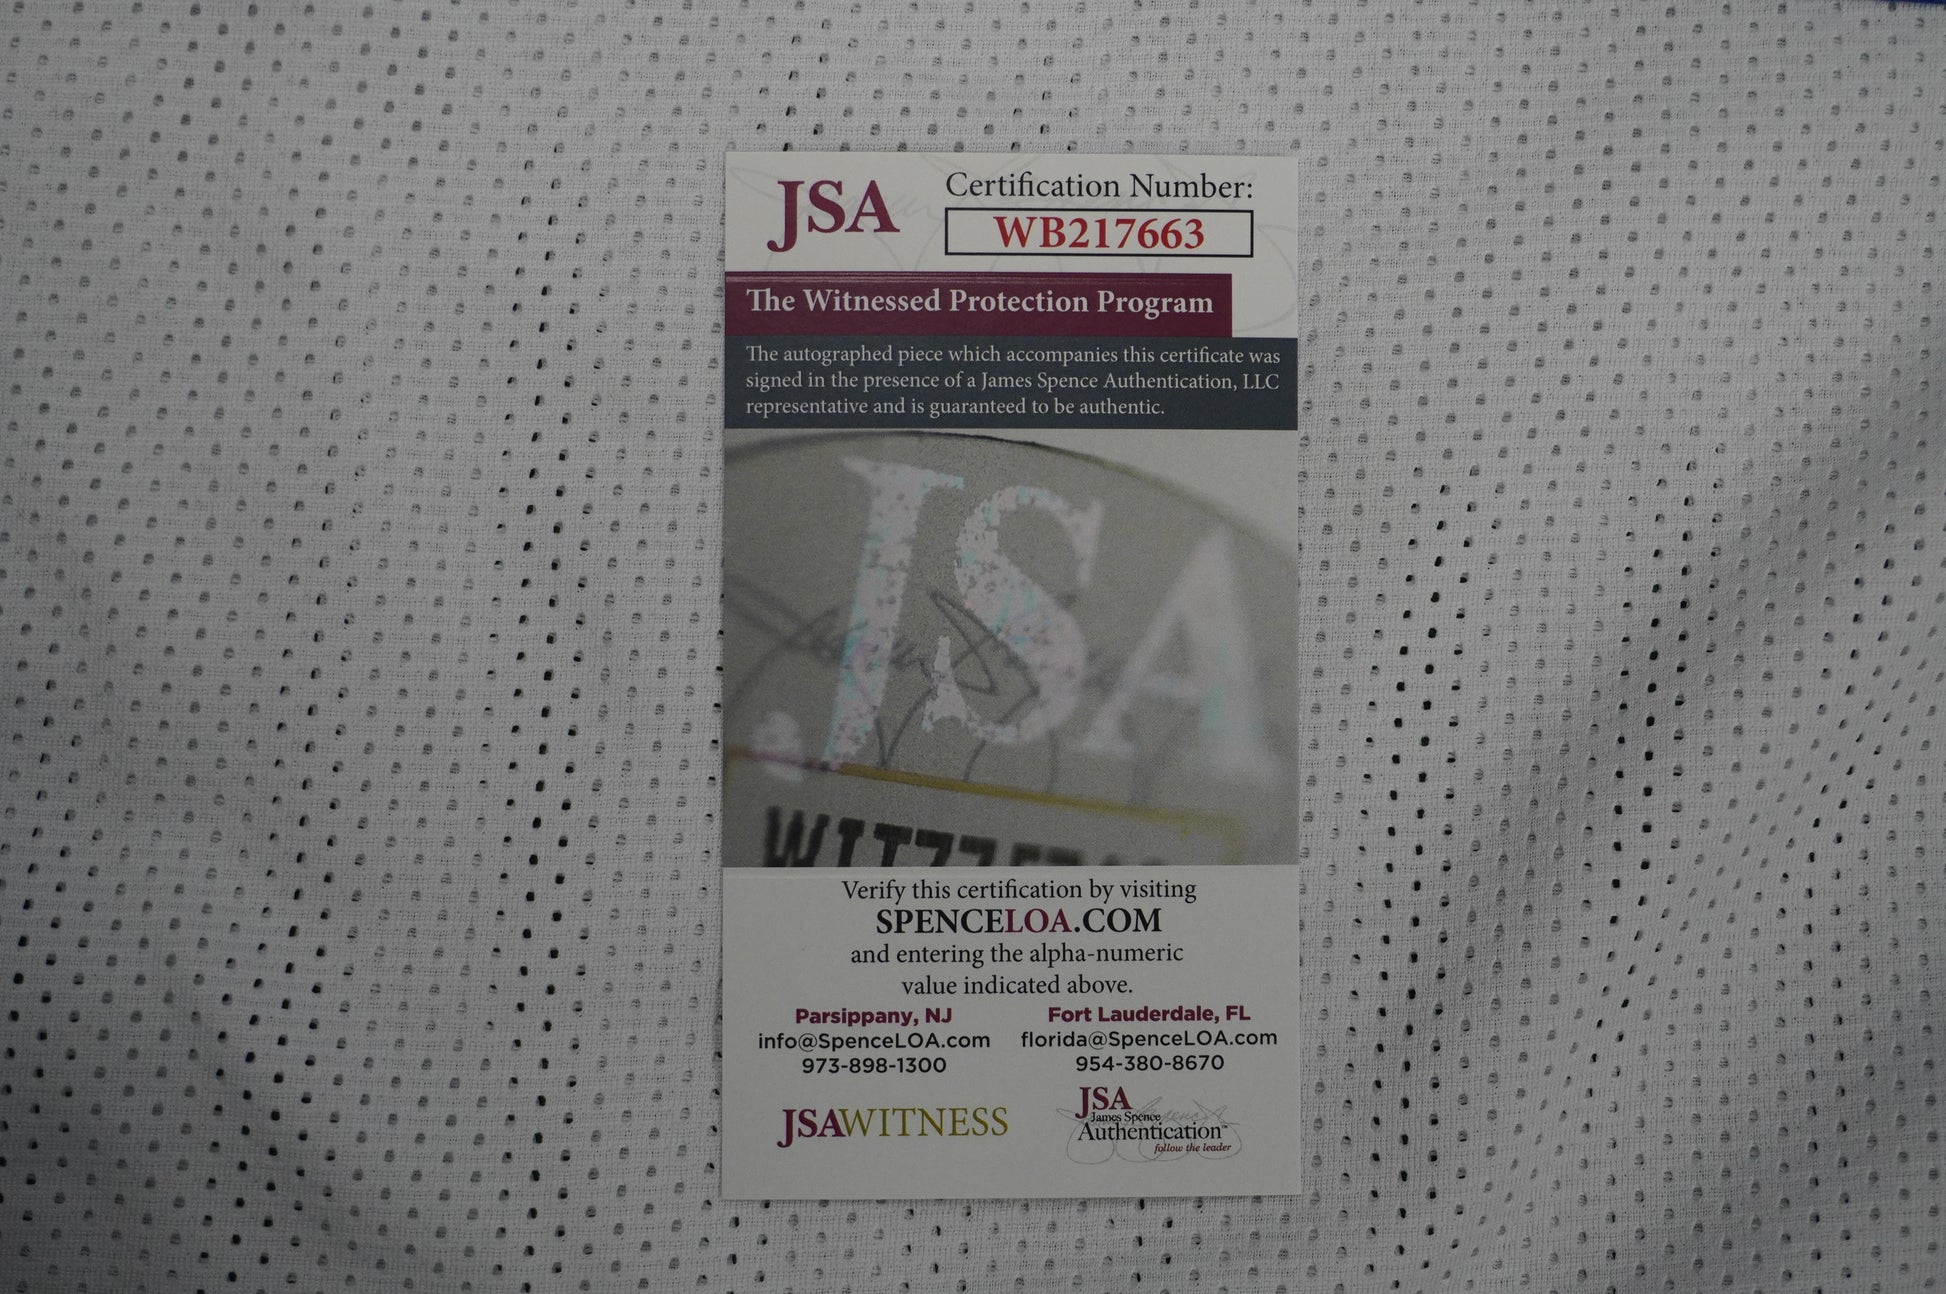 JSA
Certification Number:
WB217663
The Witnessed Protection Program
The autographed piece which accompanies this certificate was
signed in the presence of a James Spence Authentication, LLC
representative and is guaranteed to be authentic.
JSA
Verify this certification by visiting
SPENCELOA.COM
and entering the alpha-numeric
value indicated above.
Parsippany, NJ
info@SpenceLOA.com
973-898-1300
Fort Lauderdale, FL
florida@SpenceLOA.com
954-380-8670
JSAWITNESS
JSA
James Spence
Authentication™
follow the leader